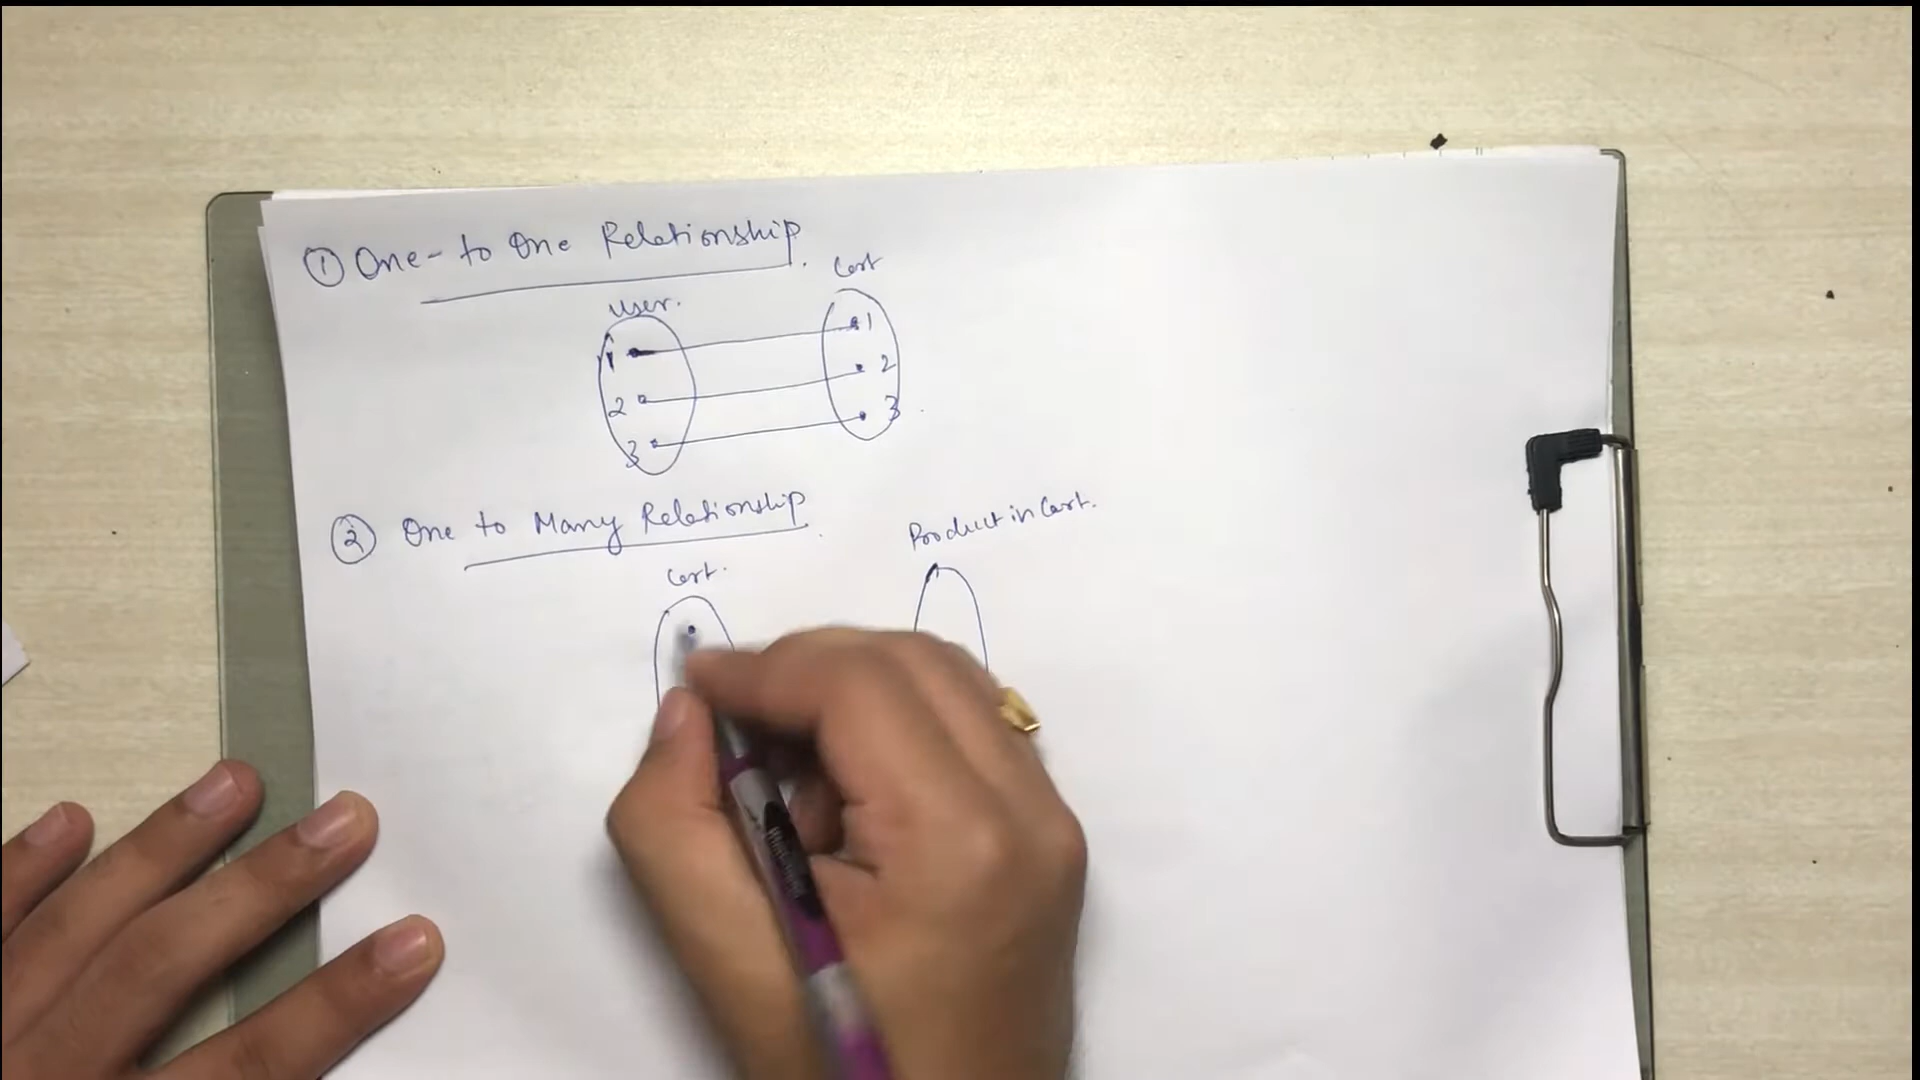 ① One-to One Relationship.
User. Cart
1 1
2 2
3 3
② One to Many Relationship.
Cart. Product in Cart.